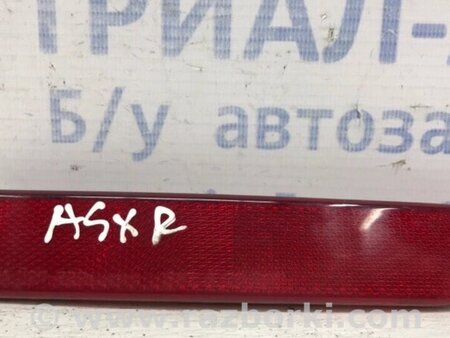 ТРИАЛ-
Б/у автоза
ASX R
© www.razborki.com